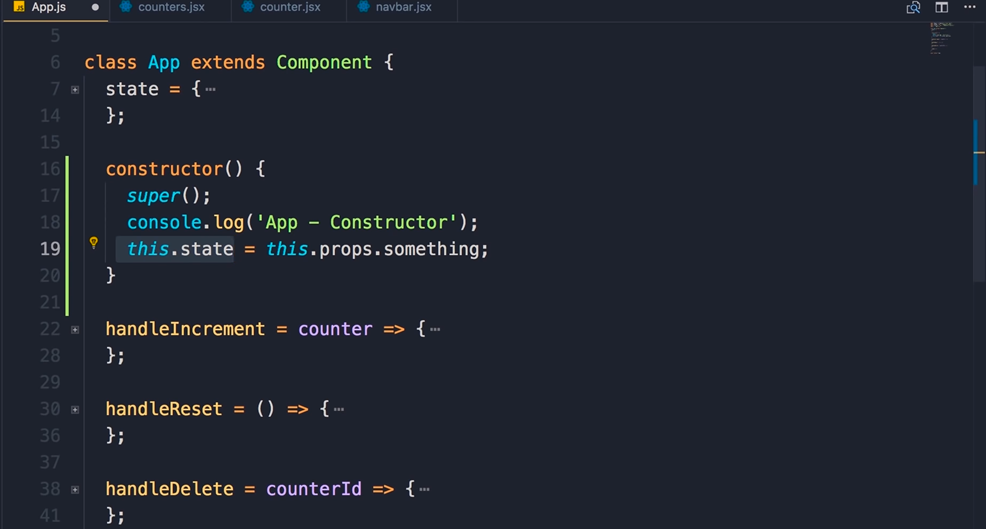 JS App.js ● counters.jsx counter.jsx navbar.jsx ···
5
6 class App extends Component {
7 state = {···
14 };
15
16 constructor() {
17 super();
18 console.log('App – Constructor');
19 this.state = this.props.something;
20 }
21
22 handleIncrement = counter => {···
28 };
29
30 handleReset = () => {···
36 };
37
38 handleDelete = counterId => {···
41 };